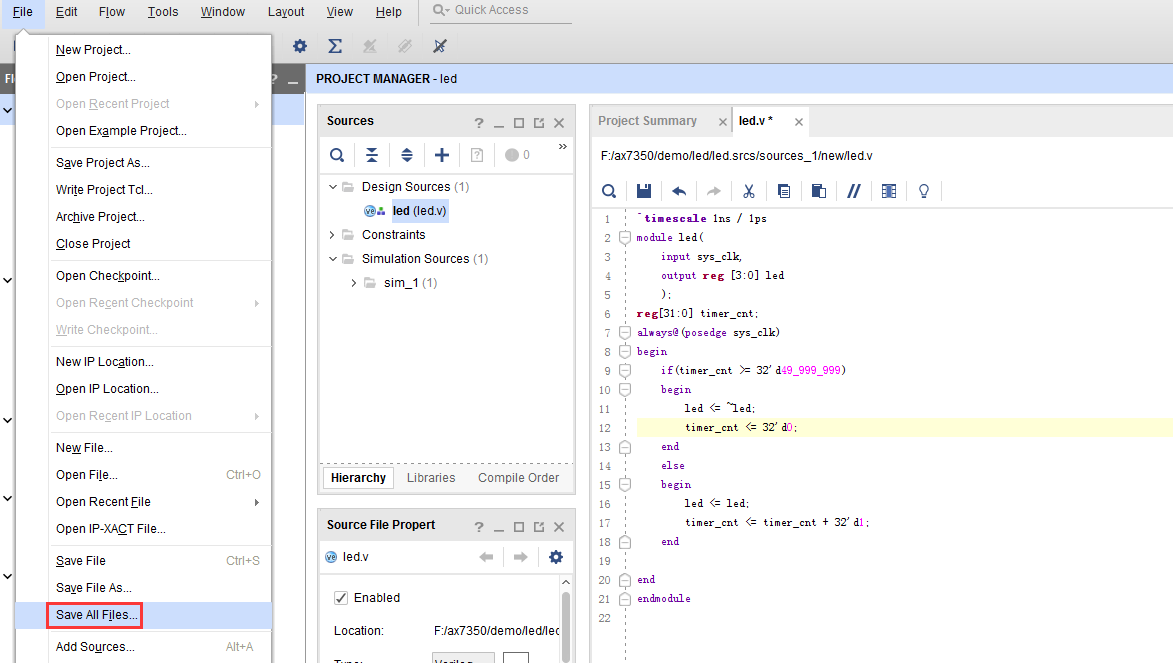 File Edit Flow Tools Window Layout View Help Quick Access
New Project...
Open Project...
Open Recent Project
Open Example Project...
Save Project As...
Write Project Tcl...
Archive Project...
Close Project
Open Checkpoint...
Open Recent Checkpoint
Write Checkpoint...
New IP Location...
Open IP Location...
Open Recent IP Location
New File...
Open File... Ctrl+O
Open Recent File
Open IP-XACT File...
Save File Ctrl+S
Save File As...
Save All Files...
Add Sources... Alt+A
PROJECT MANAGER - led
Sources
0
Design Sources (1)
led (led.v)
Constraints
Simulation Sources (1)
sim_1 (1)
Hierarchy Libraries Compile Order
Source File Propert
led.v
Enabled
Location: F:/ax7350/demo/led/led
Project Summary led.v *
F:/ax7350/demo/led/led.srcs/sources_1/new/led.v
1 `timescale 1ns / 1ps
2 module led(
3 input sys_clk,
4 output reg [3:0] led
5 );
6 reg[31:0] timer_cnt;
7 always@(posedge sys_clk)
8 begin
9 if(timer_cnt >= 32'd49_999_999)
10 begin
11 led <= ~led;
12 timer_cnt <= 32'd0;
13 end
14 else
15 begin
16 led <= led;
17 timer_cnt <= timer_cnt + 32'd1;
18 end
19
20 end
21 endmodule
22